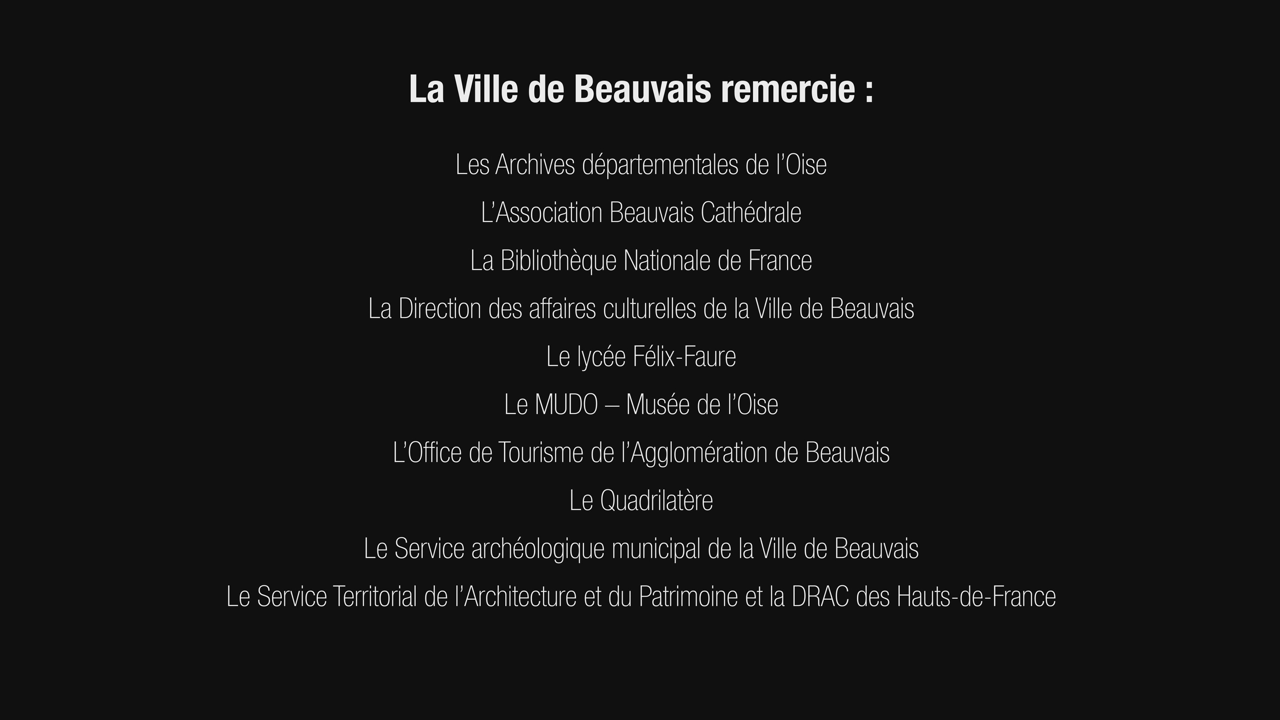 La Ville de Beauvais remercie :
Les Archives départementales de l’Oise
L’Association Beauvais Cathédrale
La Bibliothèque Nationale de France
La Direction des affaires culturelles de la Ville de Beauvais
Le lycée Félix-Faure
Le MUDO – Musée de l’Oise
L’Office de Tourisme de l’Agglomération de Beauvais
Le Quadrilatère
Le Service archéologique municipal de la Ville de Beauvais
Le Service Territorial de l’Architecture et du Patrimoine et la DRAC des Hauts-de-France